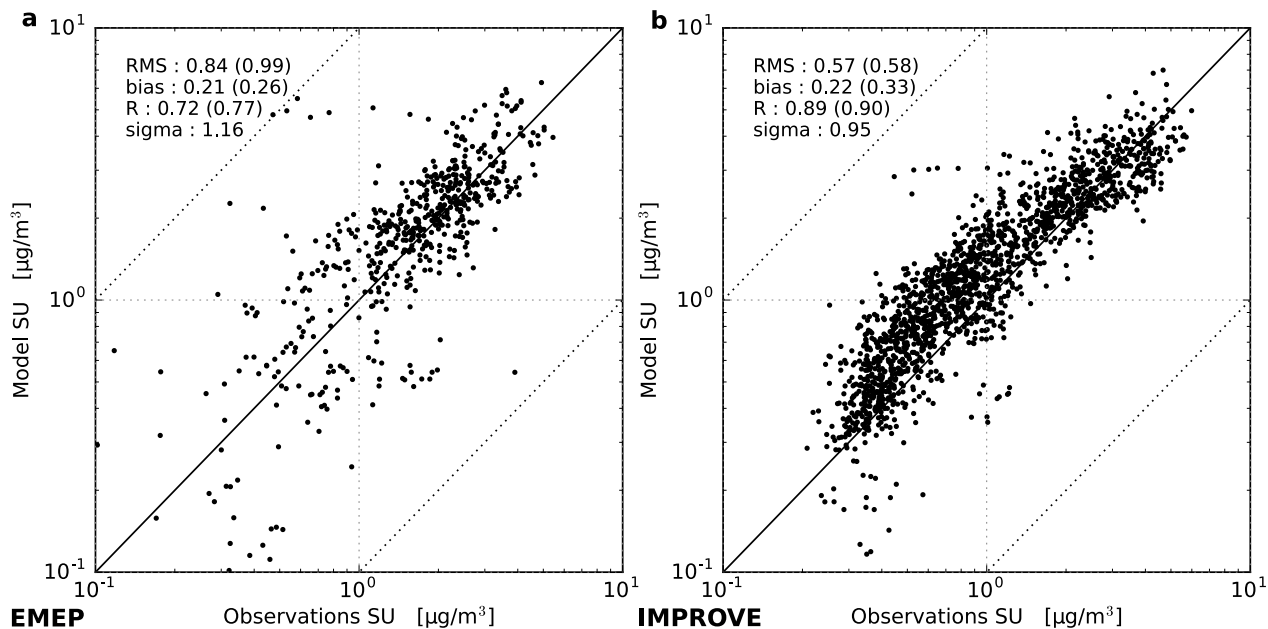 a
10¹
RMS : 0.84 (0.99)
bias : 0.21 (0.26)
R : 0.72 (0.77)
sigma : 1.16
Model SU [μg/m³]
10⁰
10⁻¹
10⁻¹ 10⁰ 10¹
EMEP Observations SU [μg/m³]
b
10¹
RMS : 0.57 (0.58)
bias : 0.22 (0.33)
R : 0.89 (0.90)
sigma : 0.95
Model SU [μg/m³]
10⁰
10⁻¹
10⁻¹ 10⁰ 10¹
IMPROVE Observations SU [μg/m³]